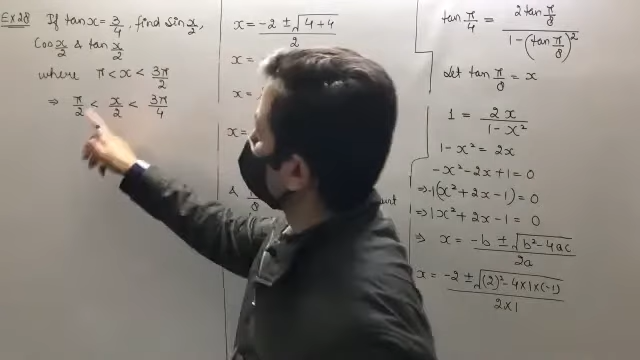 Ex 28 If tan x = 3/4, find sin x/2,
Cos x/2 & tan x/2
where π < x < 3π/2
⇒ π/2 < x/2 < 3π/4
x = -2 ± √(4+4) / 2
x =
x =
x =
&
tan π/4 = 2 tan π/8 / 1 - (tan π/8)²
Let tan π/8 = x
1 = 2x / 1 - x²
1 - x² = 2x
-x² - 2x + 1 = 0
⇒ -1(x² + 2x - 1) = 0
⇒ 1x² + 2x - 1 = 0
⇒ x = -b ± √(b² - 4ac) / 2a
x = -2 ± √((2)² - 4×1×(-1)) / 2×1